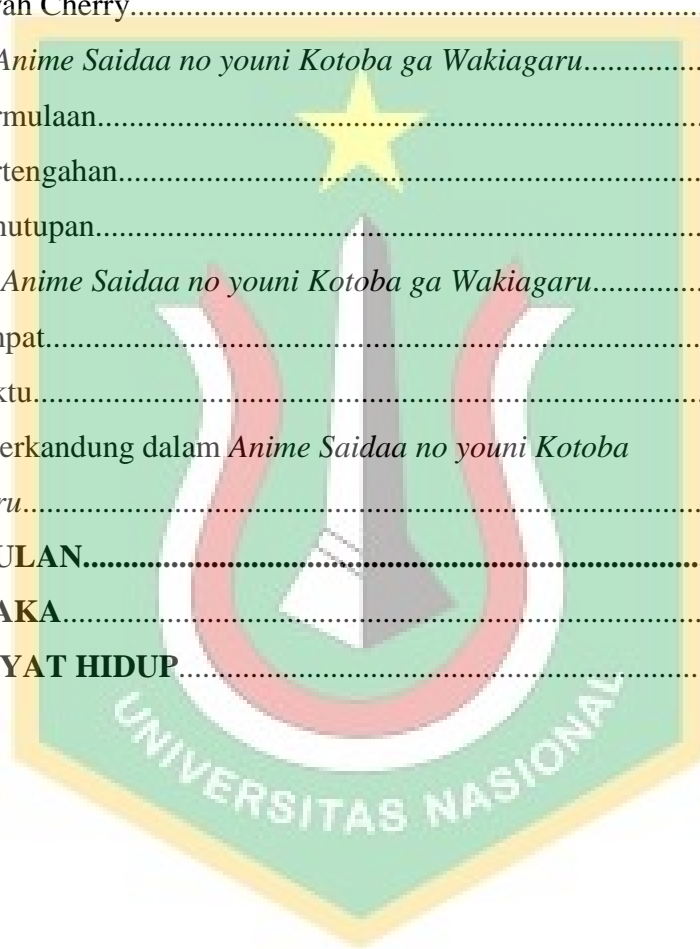 yah Cherry....................................................................
Anime Saidaa no youni Kotoba ga Wakiagaru..............
rmulaan..........................................................................
rtengahan.......................................................................
nutupan..........................................................................
Anime Saidaa no youni Kotoba ga Wakiagaru.............
mpat................................................................................
ktu..................................................................................
erkandung dalam Anime Saidaa no youni Kotoba
ru....................................................................................
ULAN............................................................................
AKA...............................................................................
YAT HIDUP.................................................................
UNIVERSITAS NASIONAL